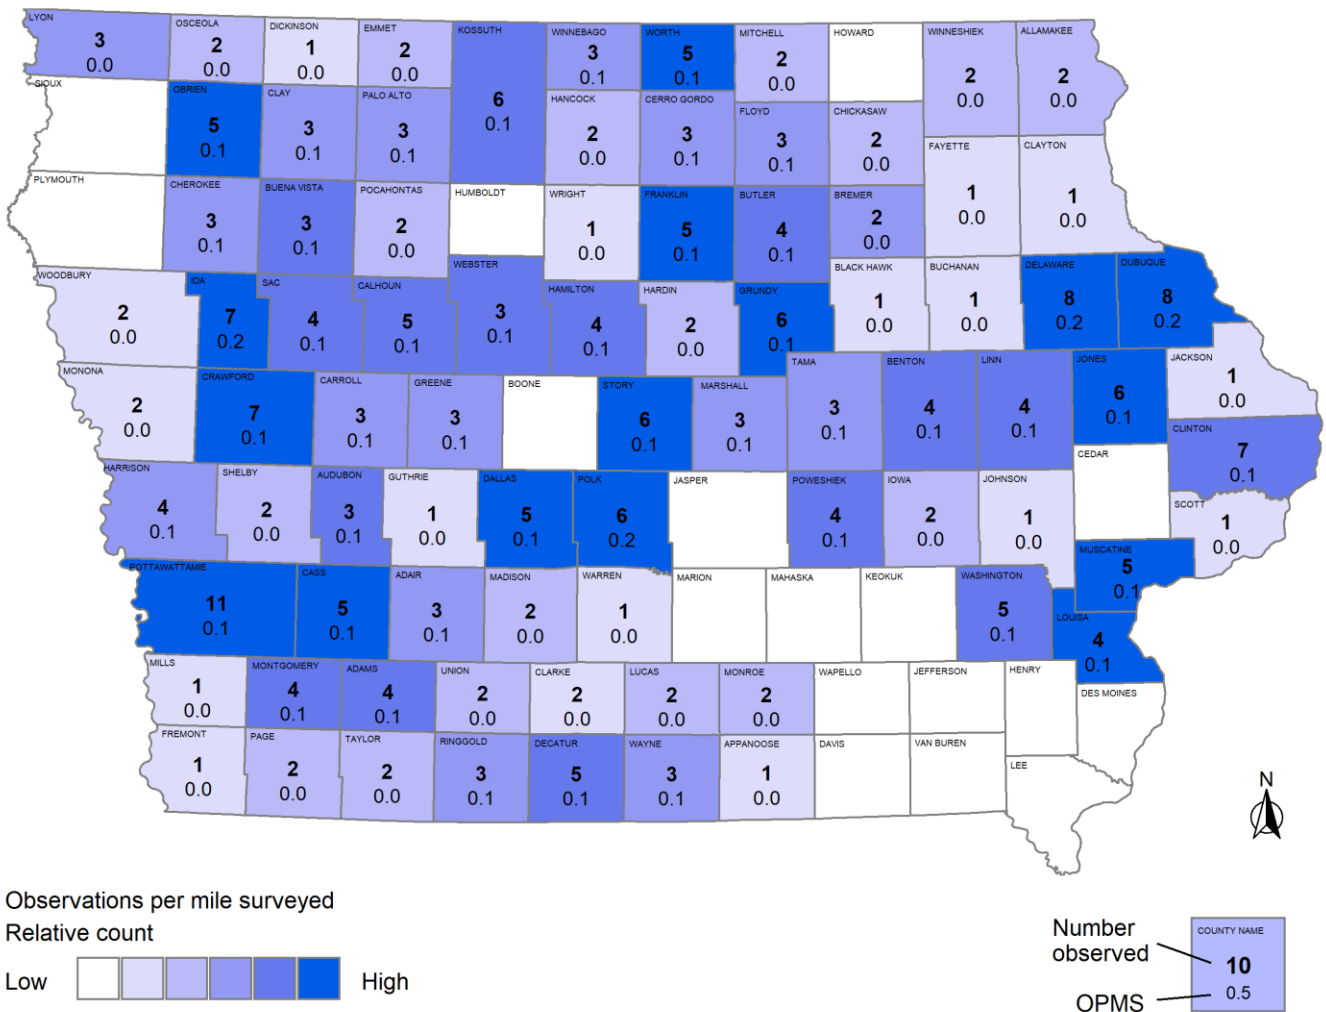 LYON
3
0.0
OSCEOLA
2
0.0
DICKINSON
1
0.0
EMMET
2
0.0
KOSSUTH
6
0.1
WINNEBAGO
3
0.1
WORTH
5
0.1
MITCHELL
2
0.0
HOWARD
WINNESHIEK
2
0.0
ALLAMAKEE
2
0.0
SIOUX
OBRIEN
5
0.1
CLAY
3
0.1
PALO ALTO
3
0.1
HANCOCK
2
0.0
CERRO GORDO
3
0.1
FLOYD
3
0.1
CHICKASAW
2
0.0
FAYETTE
1
0.0
CLAYTON
1
0.0
PLYMOUTH
CHEROKEE
3
0.1
BUENA VISTA
3
0.1
POCAHONTAS
2
0.0
HUMBOLDT
WRIGHT
1
0.0
FRANKLIN
5
0.1
BUTLER
4
0.1
BREMER
2
0.0
WOODBURY
2
0.0
IDA
7
0.2
SAC
4
0.1
CALHOUN
5
0.1
WEBSTER
3
0.1
HAMILTON
4
0.1
HARDIN
2
0.0
GRUNDY
6
0.1
BLACK HAWK
1
0.0
BUCHANAN
1
0.0
DELAWARE
8
0.2
DUBUQUE
8
0.2
MONONA
2
0.0
CRAWFORD
7
0.1
CARROLL
3
0.1
GREENE
3
0.1
BOONE
STORY
6
0.1
MARSHALL
3
0.1
TAMA
3
0.1
BENTON
4
0.1
LINN
4
0.1
JONES
6
0.1
JACKSON
1
0.0
CLINTON
7
0.1
CEDAR
HARRISON
4
0.1
SHELBY
2
0.0
AUDUBON
3
0.1
GUTHRIE
1
0.0
DALLAS
5
0.1
POLK
6
0.2
JASPER
POWESHIEK
4
0.1
IOWA
2
0.0
JOHNSON
1
0.0
SCOTT
1
0.0
MUSCATINE
5
0.1
POTTAWATTAMIE
11
0.1
CASS
5
0.1
ADAIR
3
0.1
MADISON
2
0.0
WARREN
1
0.0
MARION
MAHASKA
KEOKUK
WASHINGTON
5
0.1
LOUISA
4
0.1
MILLS
1
0.0
MONTGOMERY
4
0.1
ADAMS
4
0.1
UNION
2
0.0
CLARKE
2
0.0
LUCAS
2
0.0
MONROE
2
0.0
WAPELLO
JEFFERSON
HENRY
DES MOINES
FREMONT
1
0.0
PAGE
2
0.0
TAYLOR
2
0.0
RINGGOLD
3
0.1
DECATUR
5
0.1
WAYNE
3
0.1
APPANOOSE
1
0.0
DAVIS
VAN BUREN
LEE
N
Observations per mile surveyed
Relative count
Low
High
Number
observed
OPMS
COUNTY NAME
10
0.5